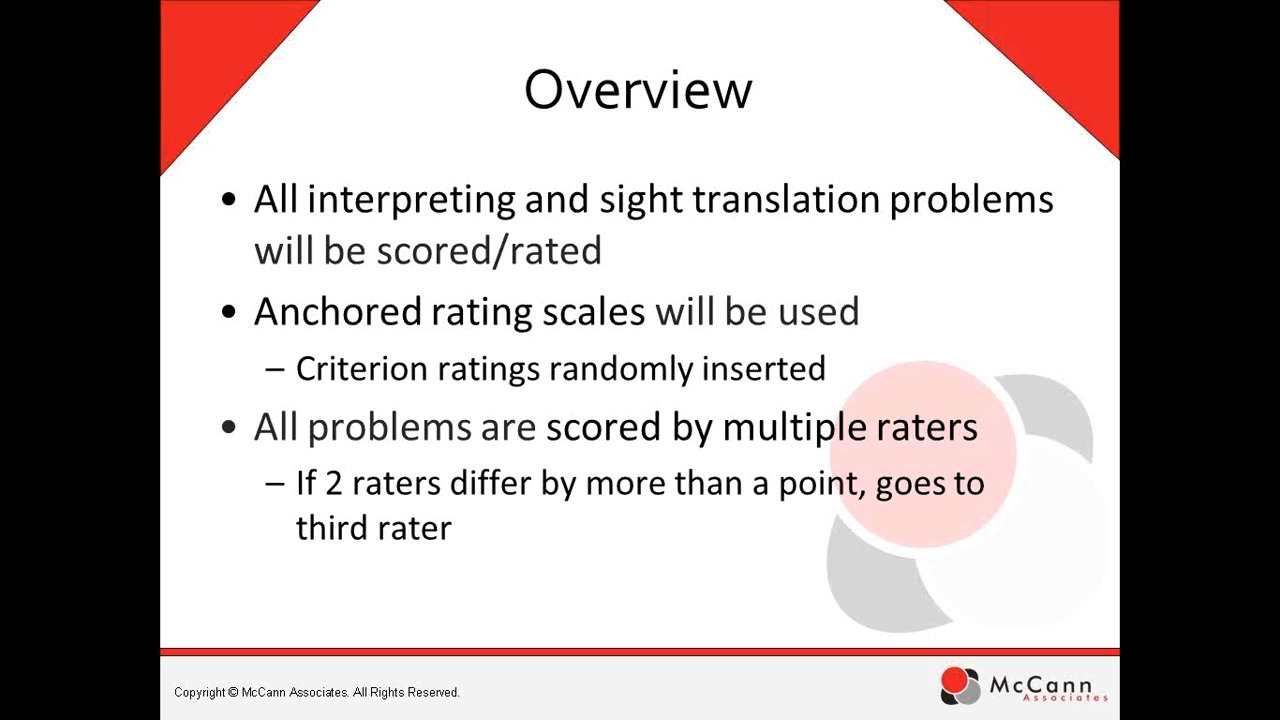 Overview
• All interpreting and sight translation problems
will be scored/rated
• Anchored rating scales will be used
– Criterion ratings randomly inserted
• All problems are scored by multiple raters
– If 2 raters differ by more than a point, goes to
third rater
Copyright © McCann Associates. All Rights Reserved.
McCann
Associates